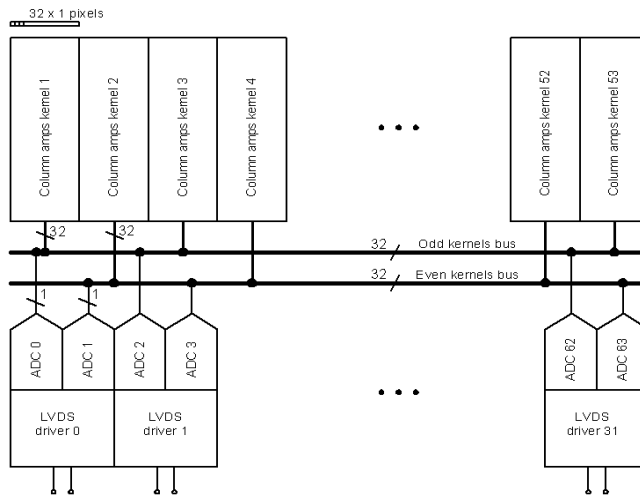 32 x 1 pixels
Column amps kernel 1
Column amps kernel 2
Column amps kernel 3
Column amps kernel 4
Column amps kernel 52
Column amps kernel 53
32
32
32
Odd kernels bus
32
Even kernels bus
1
1
ADC 0
ADC 1
ADC 2
ADC 3
ADC 62
ADC 63
LVDS
driver 0
LVDS
driver 1
LVDS
driver 31